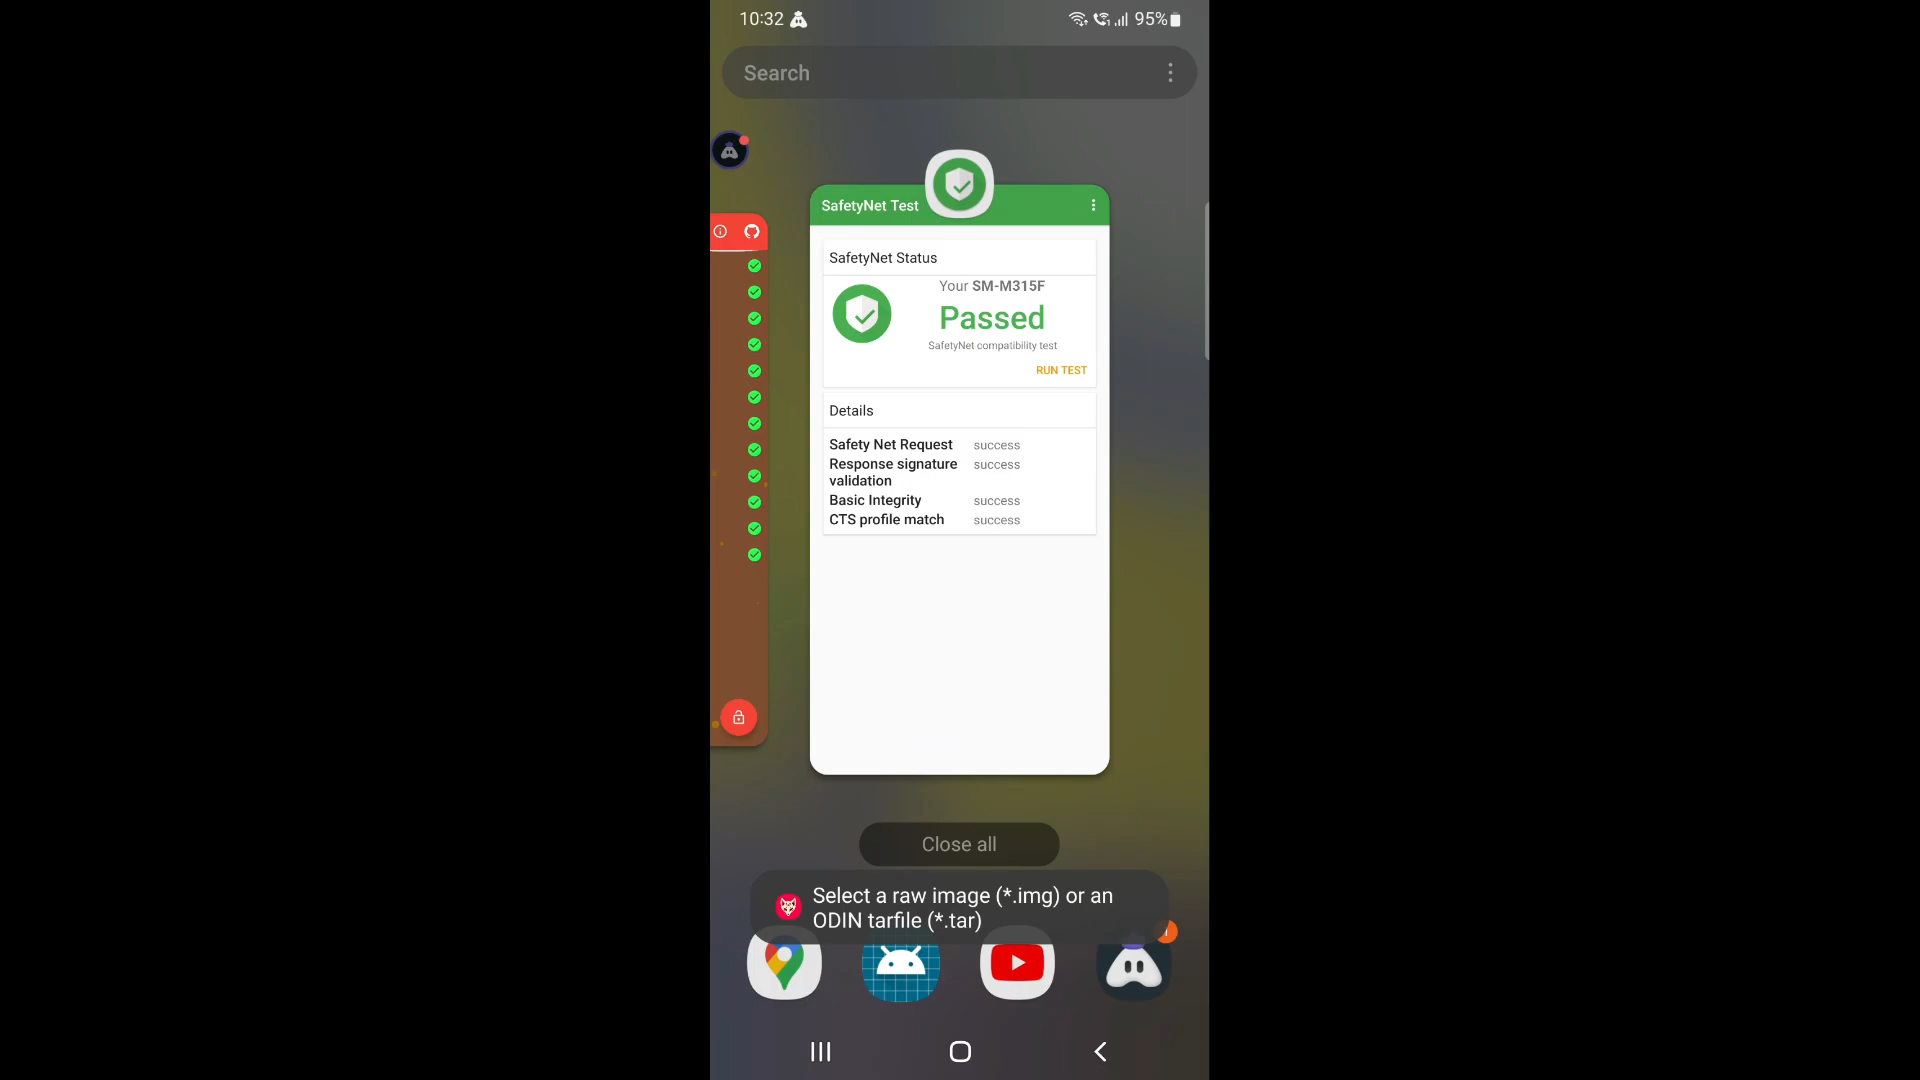 10:32
95%
Search
SafetyNet Test
SafetyNet Status
Your SM-M315F
Passed
SafetyNet compatibility test
RUN TEST
Details
Safety Net Request success
Response signature validation success
Basic Integrity success
CTS profile match success
Close all
Select a raw image (*.img) or an
ODIN tarfile (*.tar)